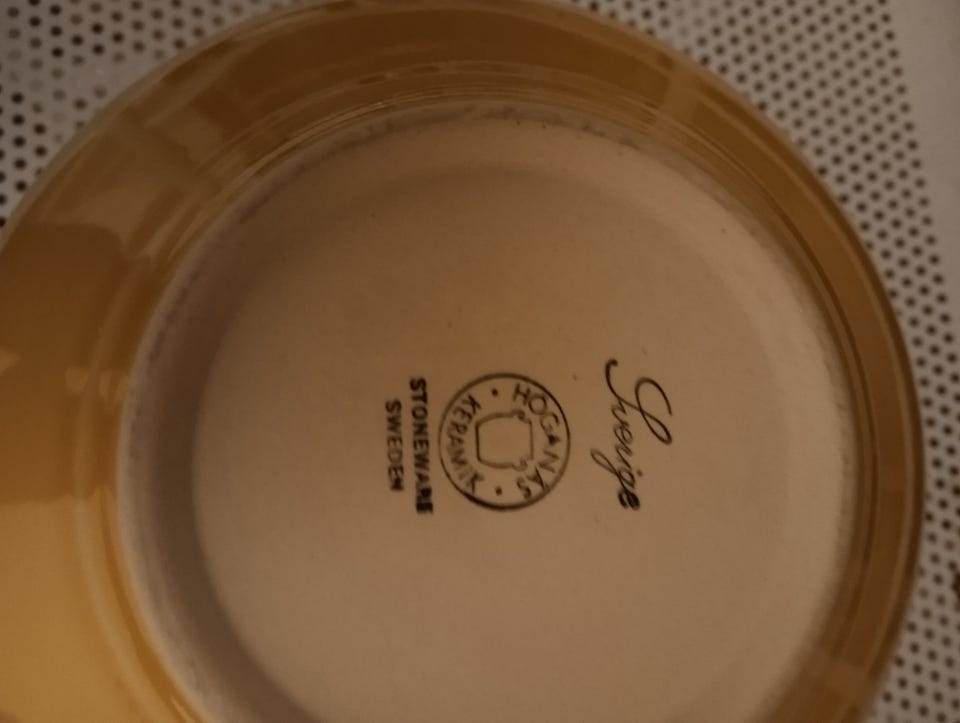 Sverige
HÖGANÄS
KERAMIK
STONEWARE
SWEDEN